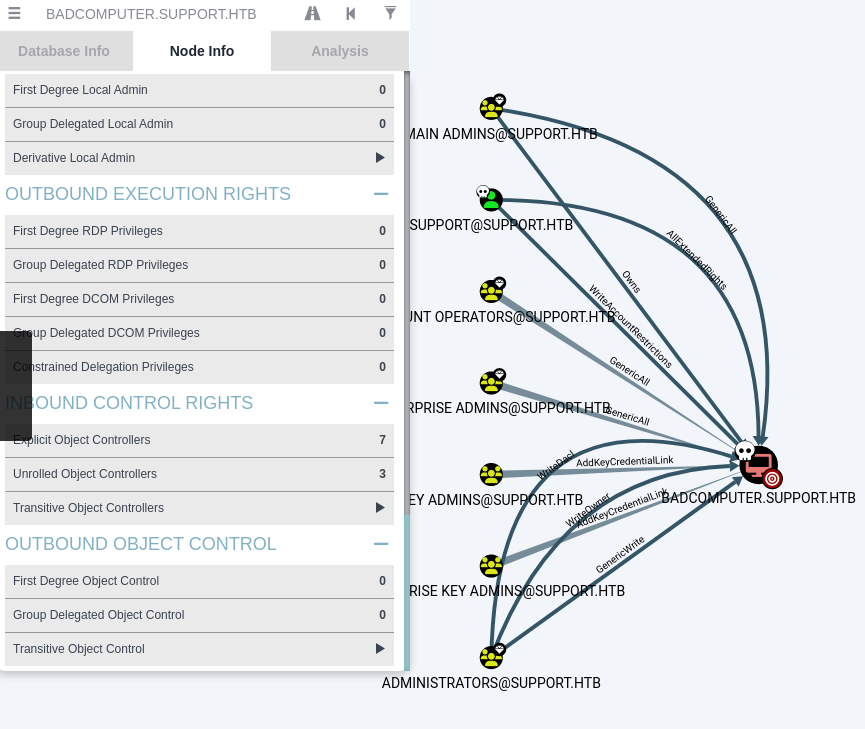 BADCOMPUTER.SUPPORT.HTB
Database Info
Node Info
Analysis
First Degree Local Admin 0
Group Delegated Local Admin 0
Derivative Local Admin
OUTBOUND EXECUTION RIGHTS
First Degree RDP Privileges 0
Group Delegated RDP Privileges 0
First Degree DCOM Privileges 0
Group Delegated DCOM Privileges 0
Constrained Delegation Privileges 0
INBOUND CONTROL RIGHTS
Explicit Object Controllers 7
Unrolled Object Controllers 3
Transitive Object Controllers
OUTBOUND OBJECT CONTROL
First Degree Object Control 0
Group Delegated Object Control 0
Transitive Object Control
MAIN ADMINS@SUPPORT.HTB
SUPPORT@SUPPORT.HTB
UNT OPERATORS@SUPPORT.HTB
RPRISE ADMINS@SUPPORT.HTB
EY ADMINS@SUPPORT.HTB
RISE KEY ADMINS@SUPPORT.HTB
ADMINISTRATORS@SUPPORT.HTB
GenericAll
AllExtendedRights
Owns
WriteAccountRestrictions
GenericAll
GenericAll
WriteDacl
AddKeyCredentialLink
WriteOwner
AddKeyCredentialLink
GenericWrite
BADCOMPUTER.SUPPORT.HTB